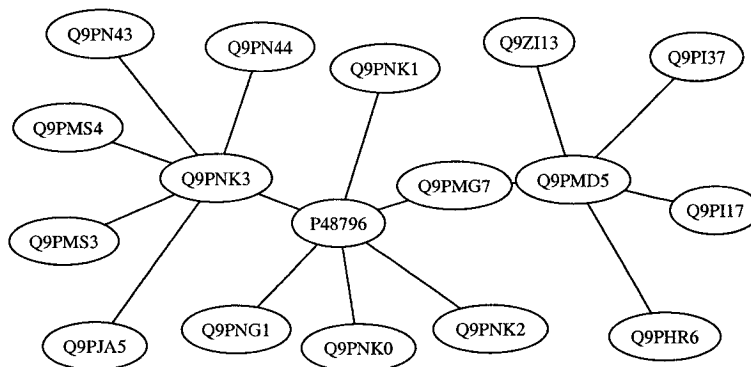 Q9PN43
Q9PN44
Q9ZI13
Q9PI37
Q9PNK1
Q9PMS4
Q9PNK3
Q9PMG7
Q9PMD5
Q9PI17
P48796
Q9PMS3
Q9PNG1
Q9PNK2
Q9PHR6
Q9PJA5
Q9PNK0